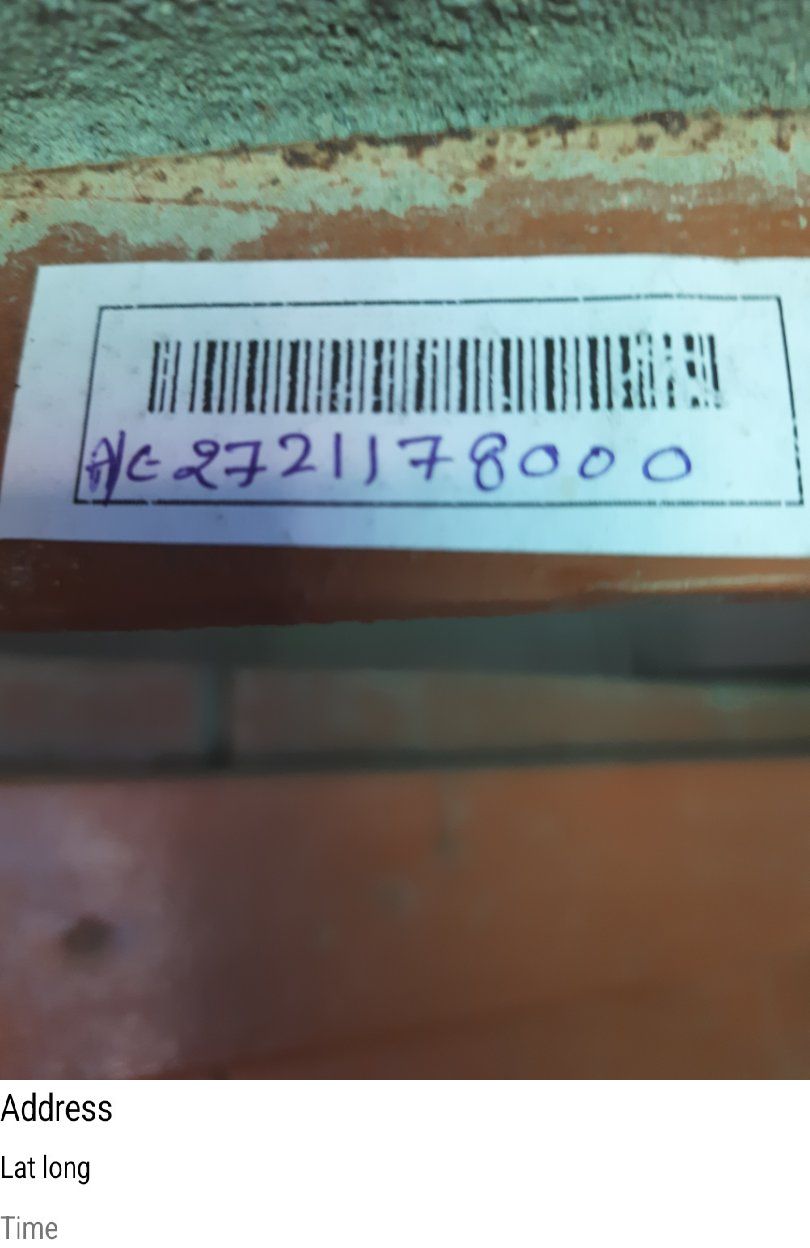 A/C 2721178000
Address
Lat long
Time